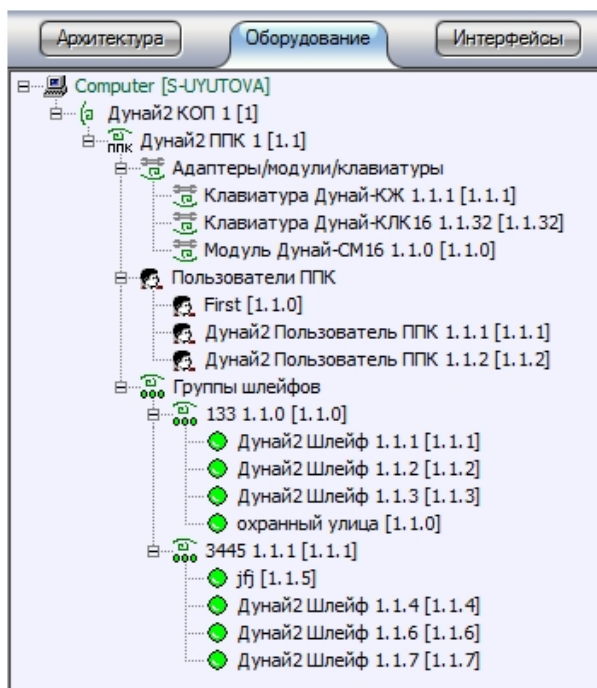 Архитектура Оборудование Интерфейсы
Computer [S-UYUTOVA]
Дунай2 КОП 1 [1]
ппк Дунай2 ППК 1 [1.1]
Адаптеры/модули/клавиатуры
Клавиатура Дунай-КЖ 1.1.1 [1.1.1]
Клавиатура Дунай-КЛК16 1.1.32 [1.1.32]
Модуль Дунай-СМ16 1.1.0 [1.1.0]
Пользователи ППК
First [1.1.0]
Дунай2 Пользователь ППК 1.1.1 [1.1.1]
Дунай2 Пользователь ППК 1.1.2 [1.1.2]
Группы шлейфов
133 1.1.0 [1.1.0]
Дунай2 Шлейф 1.1.1 [1.1.1]
Дунай2 Шлейф 1.1.2 [1.1.2]
Дунай2 Шлейф 1.1.3 [1.1.3]
охранный улица [1.1.0]
3445 1.1.1 [1.1.1]
jfj [1.1.5]
Дунай2 Шлейф 1.1.4 [1.1.4]
Дунай2 Шлейф 1.1.6 [1.1.6]
Дунай2 Шлейф 1.1.7 [1.1.7]